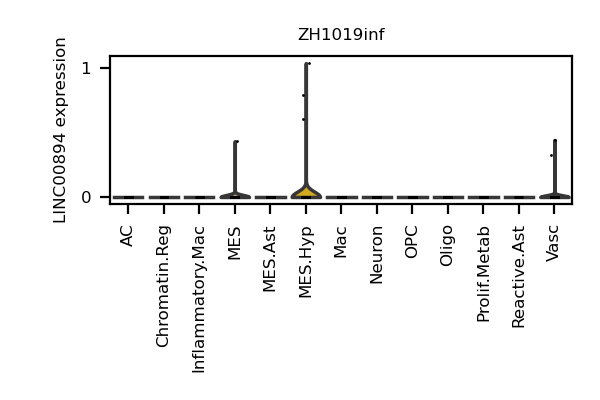 ZH1019inf
LINC00894 expression
1
0
AC
Chromatin.Reg
Inflammatory.Mac
MES
MES.Ast
MES.Hyp
Mac
Neuron
OPC
Oligo
Prolif.Metab
Reactive.Ast
Vasc